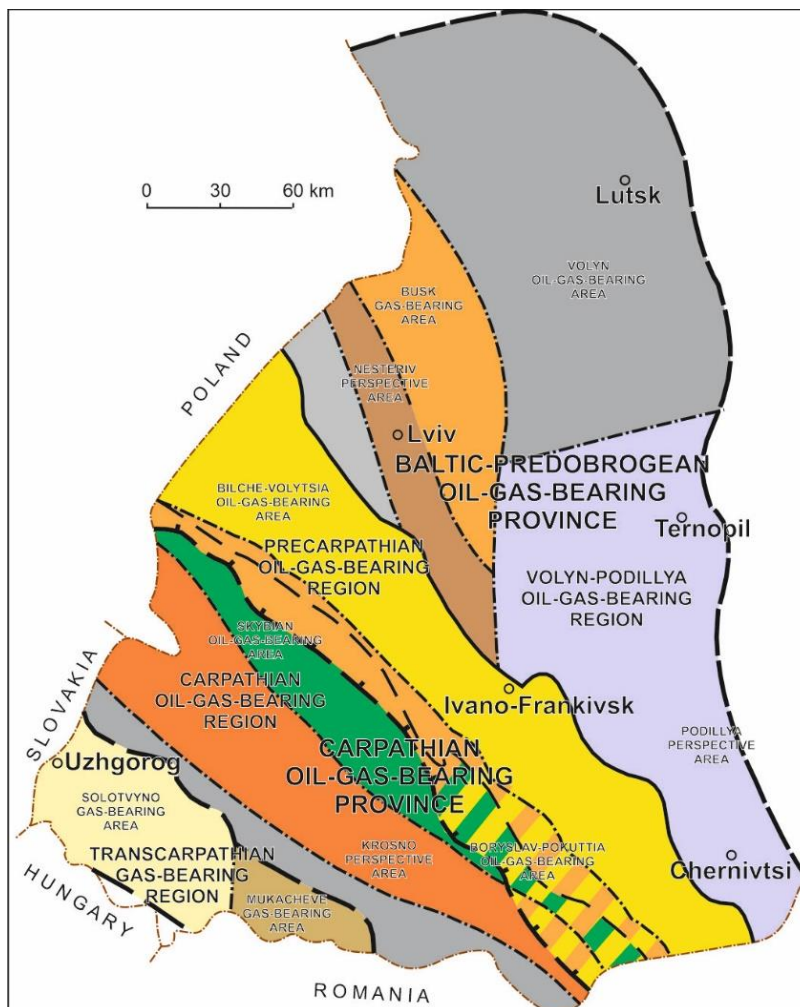 0 30 60 km
Lutsk
VOLYN
OIL-GAS-BEARING
AREA
BUSK
GAS-BEARING
AREA
POLAND
NESTERIV
PERSPECTIVE
AREA
Lviv
BALTIC-PREDOBROGEAN
OIL-GAS-BEARING
PROVINCE
BILCHE-VOLYTSIA
OIL-GAS-BEARING
AREA
Ternopil
PRECARPATHIAN
OIL-GAS-BEARING
REGION
VOLYN-PODILLYA
OIL-GAS-BEARING
REGION
SKYBIAN
OIL-GAS-BEARING
AREA
SLOVAKIA
CARPATHIAN
OIL-GAS-BEARING
REGION
Ivano-Frankivsk
PODILLYA
PERSPECTIVE
AREA
CARPATHIAN
OIL-GAS-BEARING
PROVINCE
Uzhgorog
SOLOTVYNO
GAS-BEARING
AREA
KROSNO
PERSPECTIVE
AREA
BORYSLAV-POKUTTIA
OIL-GAS-BEARING
AREA
Chernivtsi
TRANSCARPATHIAN
GAS-BEARING
REGION
HUNGARY
MUKACHEVE
GAS-BEARING
AREA
ROMANIA